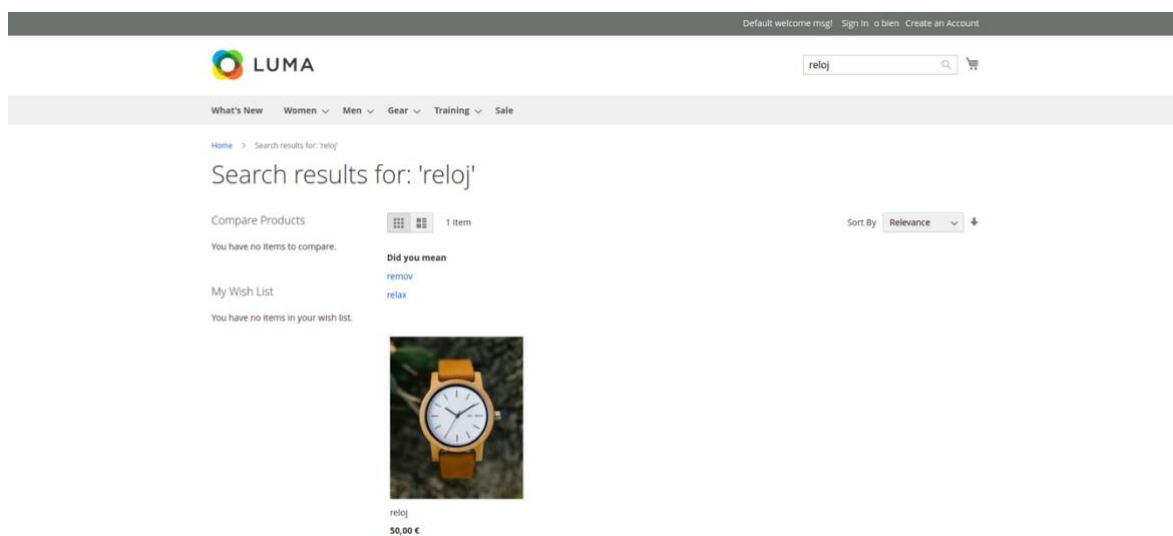 Default welcome msg! Sign In o bien Create an Account
LUMA
reloj
What's New Women Men Gear Training Sale
Home > Search results for: 'reloj'
Search results for: 'reloj'
Compare Products
1 Item
Sort By Relevance
You have no items to compare.
Did you mean
remov
My Wish List
relax
You have no items in your wish list.
reloj
50,00 €